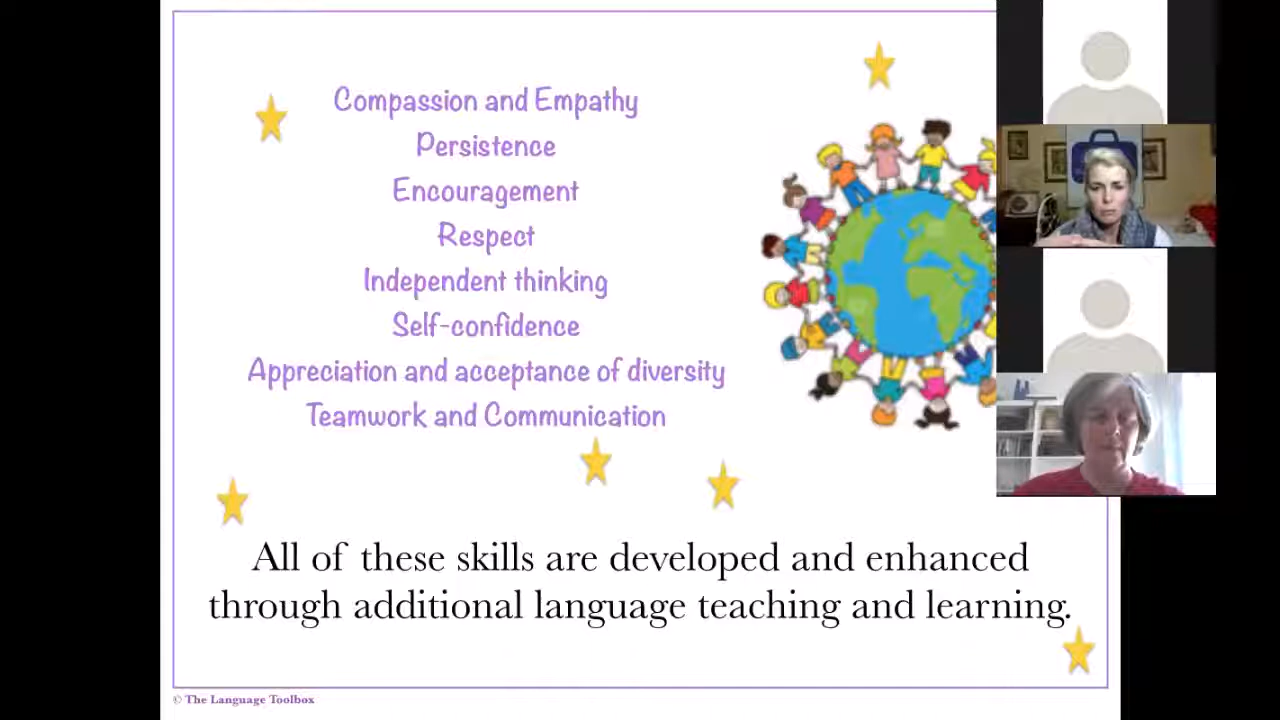 Compassion and Empathy
Persistence
Encouragement
Respect
Independent thinking
Self-confidence
Appreciation and acceptance of diversity
Teamwork and Communication
All of these skills are developed and enhanced
through additional language teaching and learning.
© The Language Toolbox